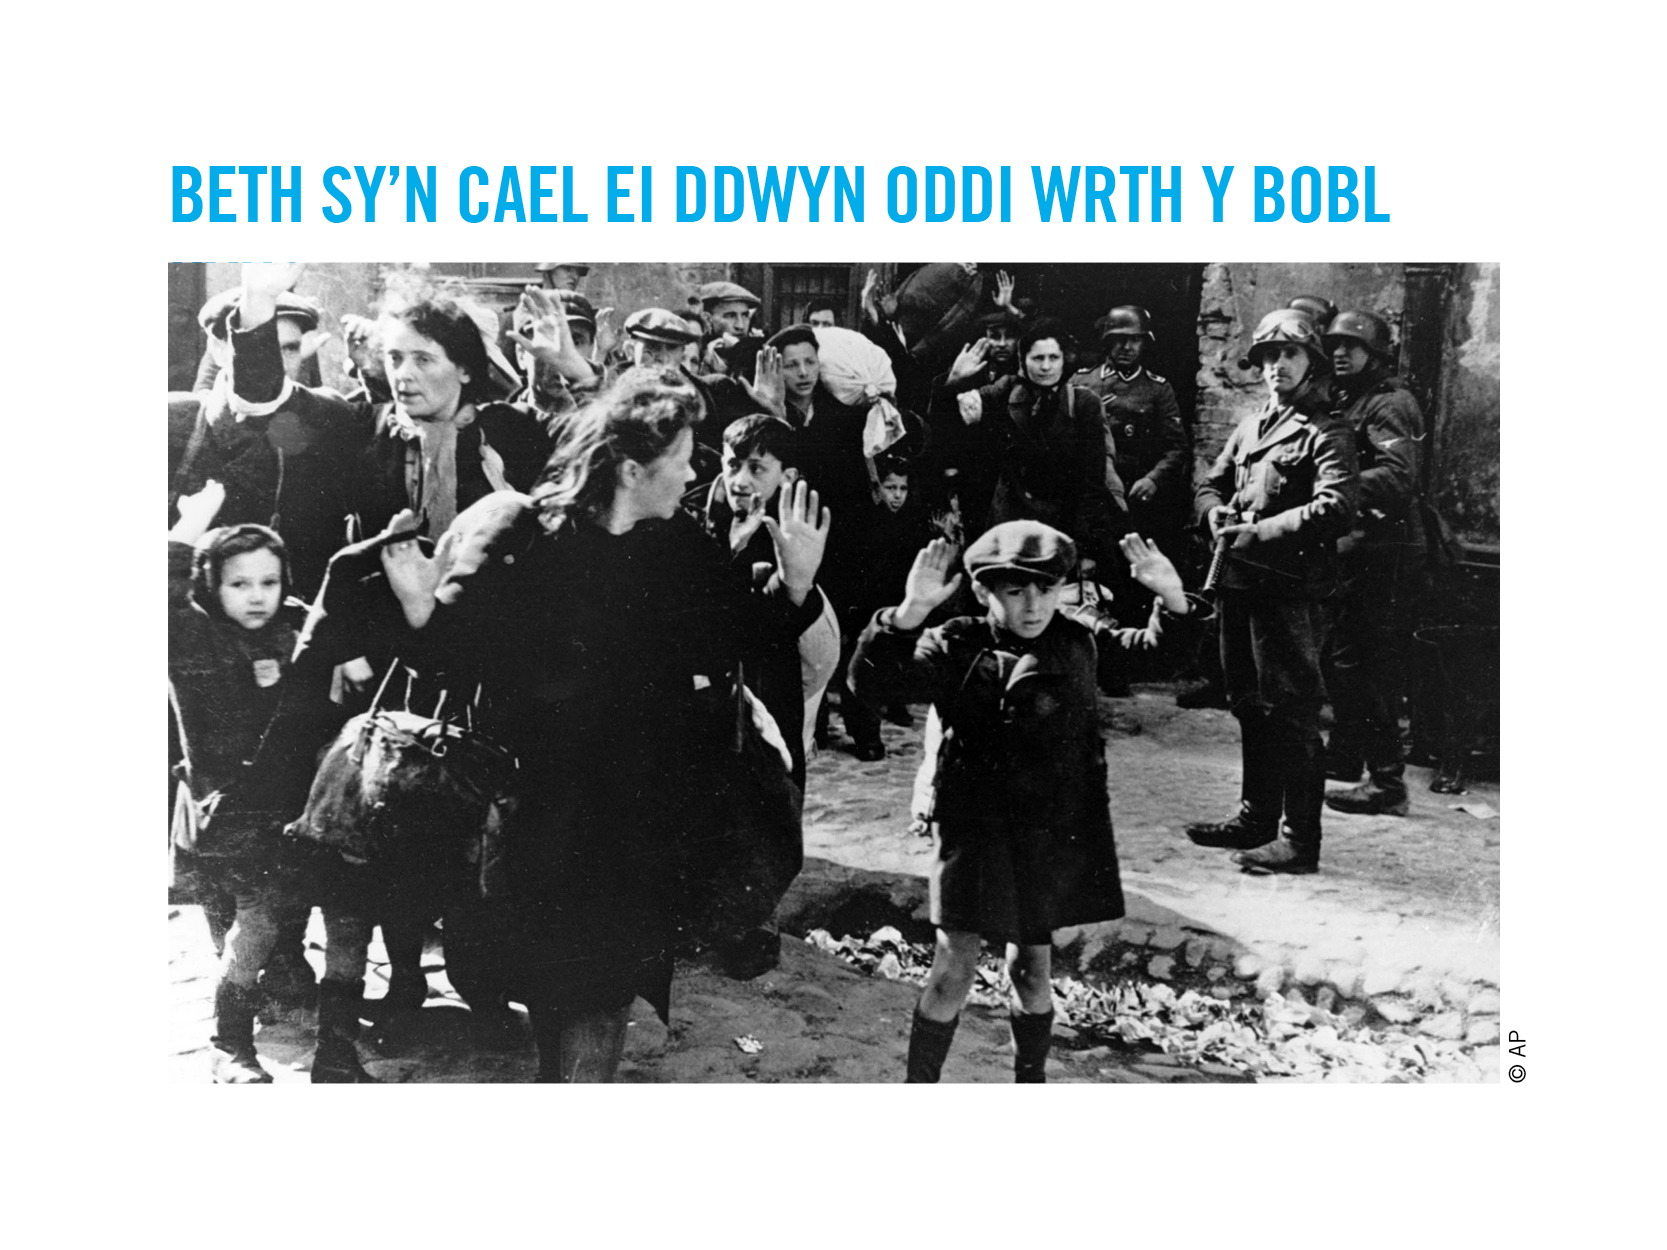 BETH SY’N CAEL EI DDWYN ODDI WRTH Y BOBL
© AP